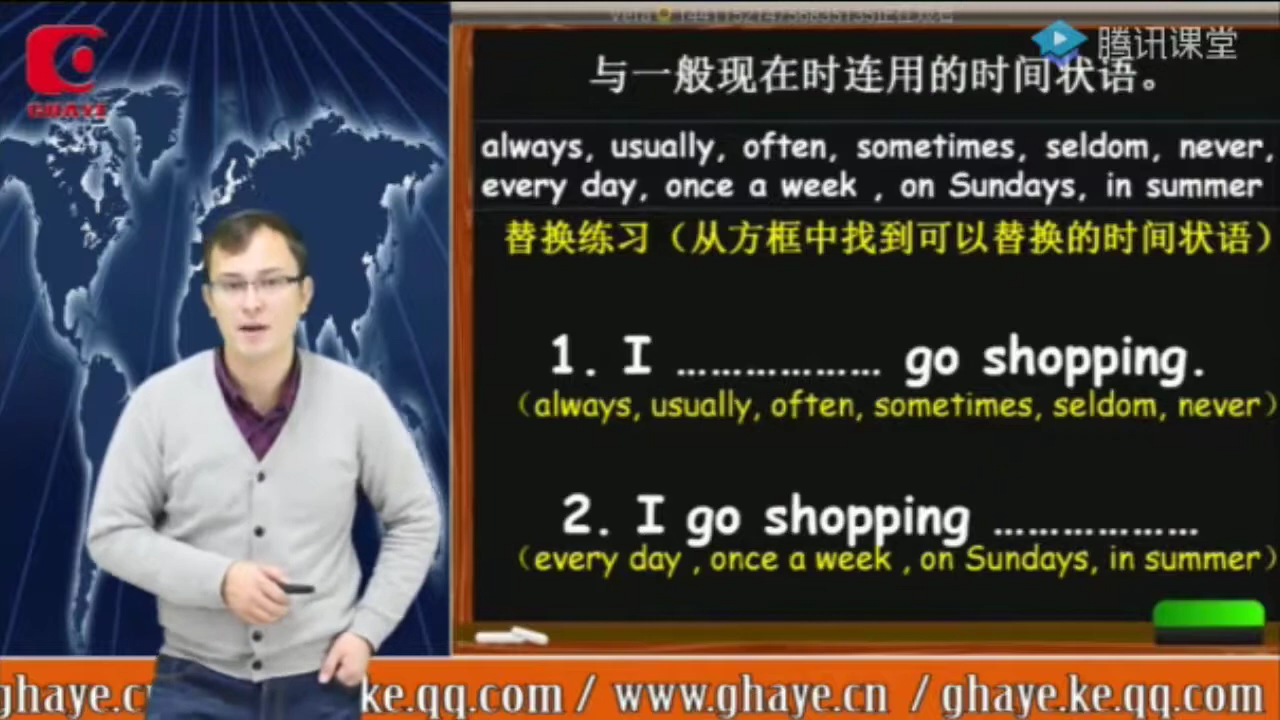 腾讯课堂
GHAYE
与一般现在时连用的时间状语。
always, usually, often, sometimes, seldom, never,
every day, once a week , on Sundays, in summer
替换练习（从方框中找到可以替换的时间状语）
1. I ……………… go shopping.
（always, usually, often, sometimes, seldom, never）
2. I go shopping ………………
（every day , once a week , on Sundays, in summer）
ghaye.c ke.qq.com / www.ghaye.cn / ghaye.ke.qq.com